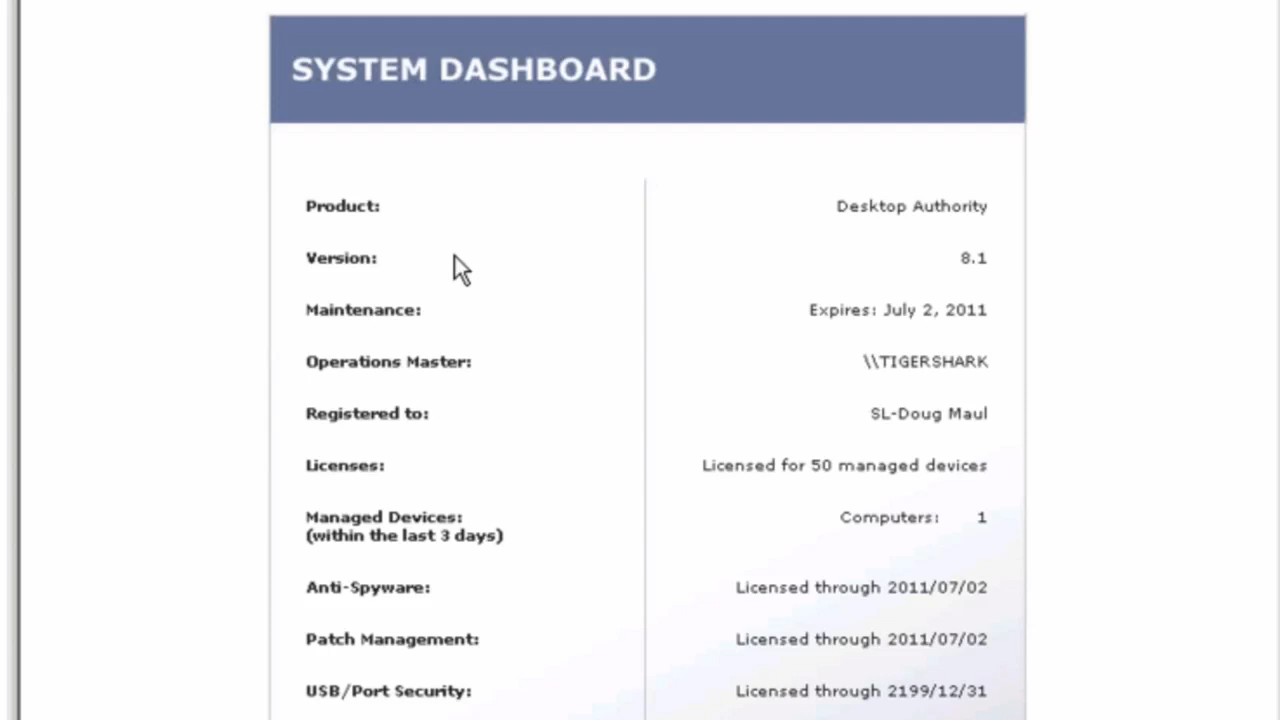 SYSTEM DASHBOARD
Product: Desktop Authority
Version: 8.1
Maintenance: Expires: July 2, 2011
Operations Master: \\TIGERSHARK
Registered to: SL-Doug Maul
Licenses: Licensed for 50 managed devices
Managed Devices: Computers: 1
(within the last 3 days)
Anti-Spyware: Licensed through 2011/07/02
Patch Management: Licensed through 2011/07/02
USB/Port Security: Licensed through 2199/12/31